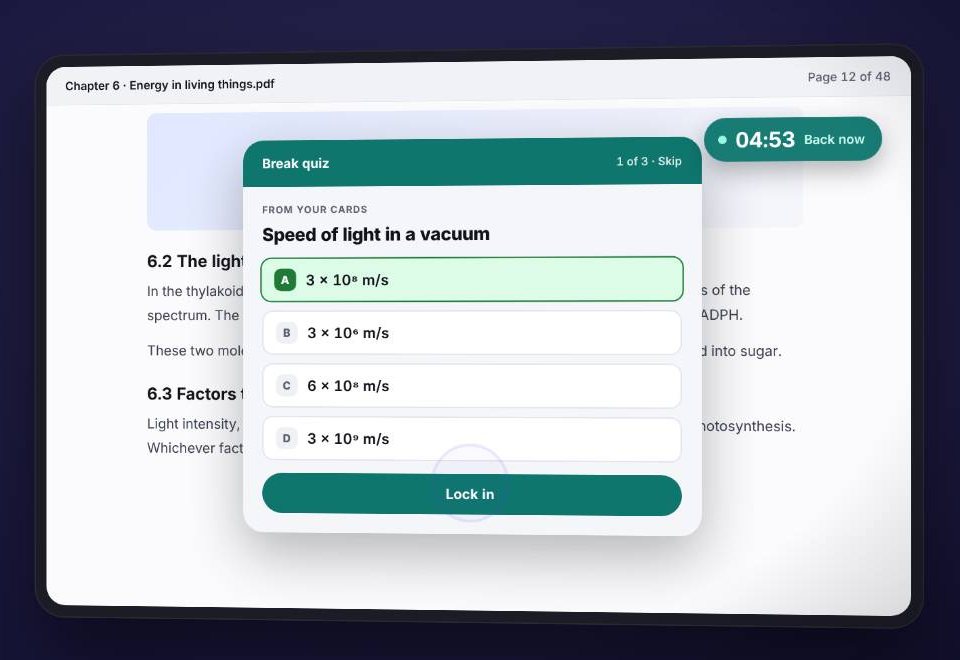 Chapter 6 · Energy in living things.pdf
Page 12 of 48
04:53 Back now
Break quiz
1 of 3 · Skip
FROM YOUR CARDS
Speed of light in a vacuum
A 3 × 10⁸ m/s
B 3 × 10⁶ m/s
C 6 × 10⁸ m/s
D 3 × 10⁹ m/s
Lock in
6.2 The light
In the thylakoid
s of the
spectrum. The
ADPH.
These two mole
d into sugar.
6.3 Factors
Light intensity,
hotosynthesis.
Whichever fact